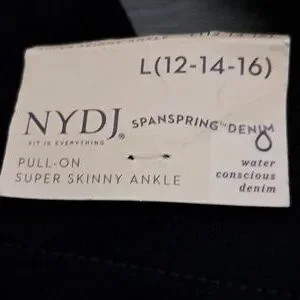 L(12-14-16)
NYDJ®
FIT IS EVERYTHING
SPANSPRING™ DENIM
PULL-ON
SUPER SKINNY ANKLE
water
conscious
denim